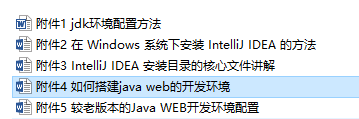 附件1 jdk环境配置方法
附件2 在 Windows 系统下安装 IntelliJ IDEA 的方法
附件3 IntelliJ IDEA 安装目录的核心文件讲解
附件4 如何搭建java web的开发环境
附件5 较老版本的Java WEB开发环境配置